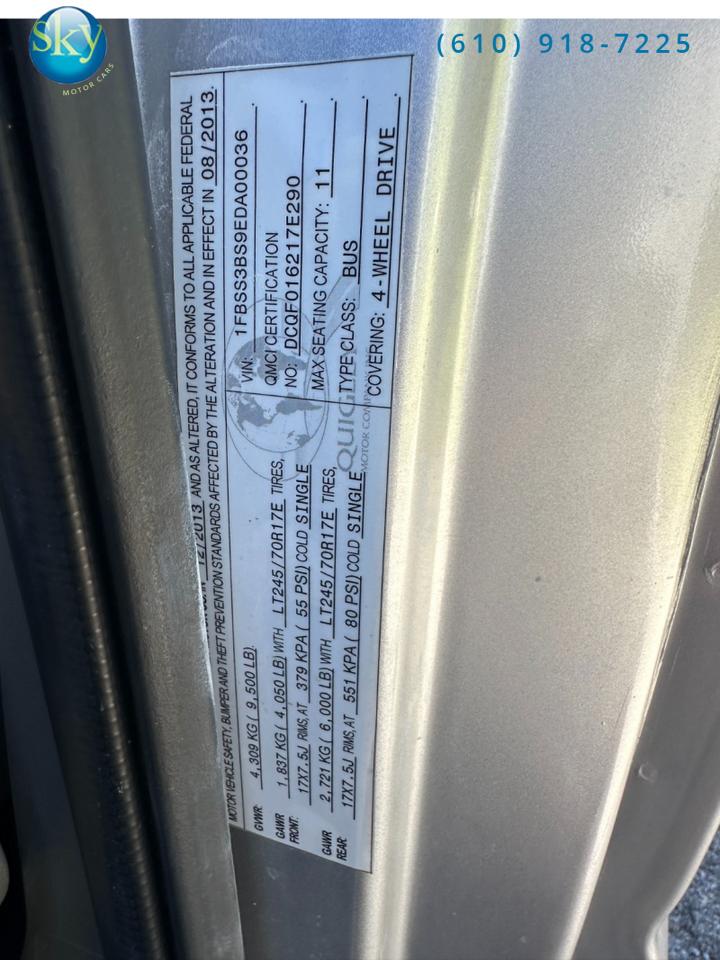 sky
MOTOR CARS
(610) 918-7225
12/2013 AND AS ALTERED, IT CONFORMS TO ALL APPLICABLE FEDERAL
MOTOR VEHICLE SAFETY, BUMPER AND THEFT PREVENTION STANDARDS AFFECTED BY THE ALTERATION AND IN EFFECT IN 08/2013.
GVWR: 4,309 KG ( 9,500 LB).
GAWR
FRONT: 1,837 KG ( 4,050 LB) WITH LT245/70R17E TIRES,
17X7.5J RIMS, AT 379 KPA ( 55 PSI) COLD SINGLE
GAWR
REAR: 2,721 KG ( 6,000 LB) WITH LT245/70R17E TIRES,
17X7.5J RIMS, AT 551 KPA ( 80 PSI) COLD SINGLE
VIN: 1FBSS3BS9EDA00036.
QMCI CERTIFICATION
NO: DCQF016217E290.
MAX SEATING CAPACITY: 11.
TYPE CLASS: BUS.
COVERING: 4-WHEEL DRIVE.
MOTOR COMPANY